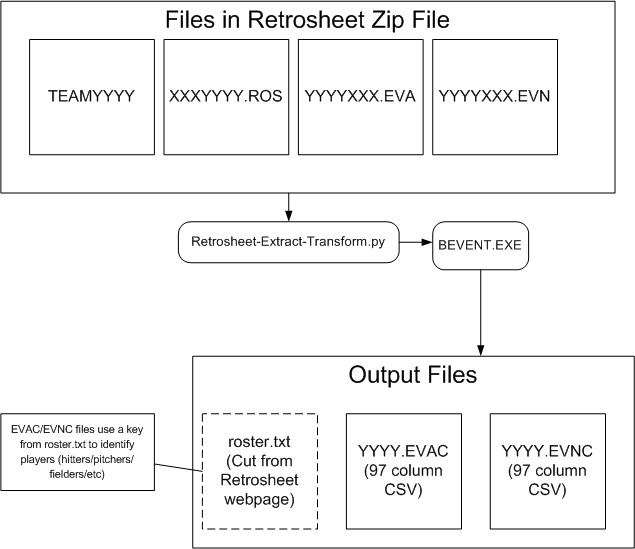 Files in Retrosheet Zip File
TEAMYYYY
XXXYYYY.ROS
YYYYXXX.EVA
YYYYXXX.EVN
Retrosheet-Extract-Transform.py
BEVENT.EXE
Output Files
EVAC/EVNC files use a key
from roster.txt to identify
players (hitters/pitchers/
fielders/etc)
roster.txt
(Cut from
Retrosheet
webpage)
YYYY.EVAC
(97 column
CSV)
YYYY.EVNC
(97 column
CSV)